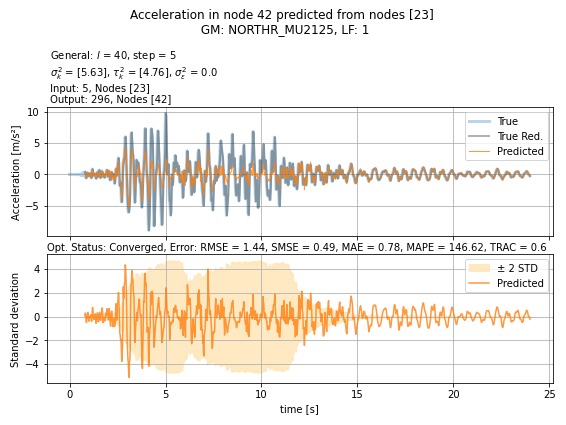 Acceleration in node 42 predicted from nodes [23]
GM: NORTHR_MU2125, LF: 1
General: l = 40, step = 5
σ²ₖ = [5.63], τ²ₖ = [4.76], σ²ε = 0.0
Input: 5, Nodes [23]
Output: 296, Nodes [42]
Acceleration [m/s²]
10
5
0
−5
True
True Red.
Predicted
Opt. Status: Converged, Error: RMSE = 1.44, SMSE = 0.49, MAE = 0.78, MAPE = 146.62, TRAC = 0.6
Standard deviation
4
2
0
−2
−4
± 2 STD
Predicted
0 5 10 15 20 25
time [s]